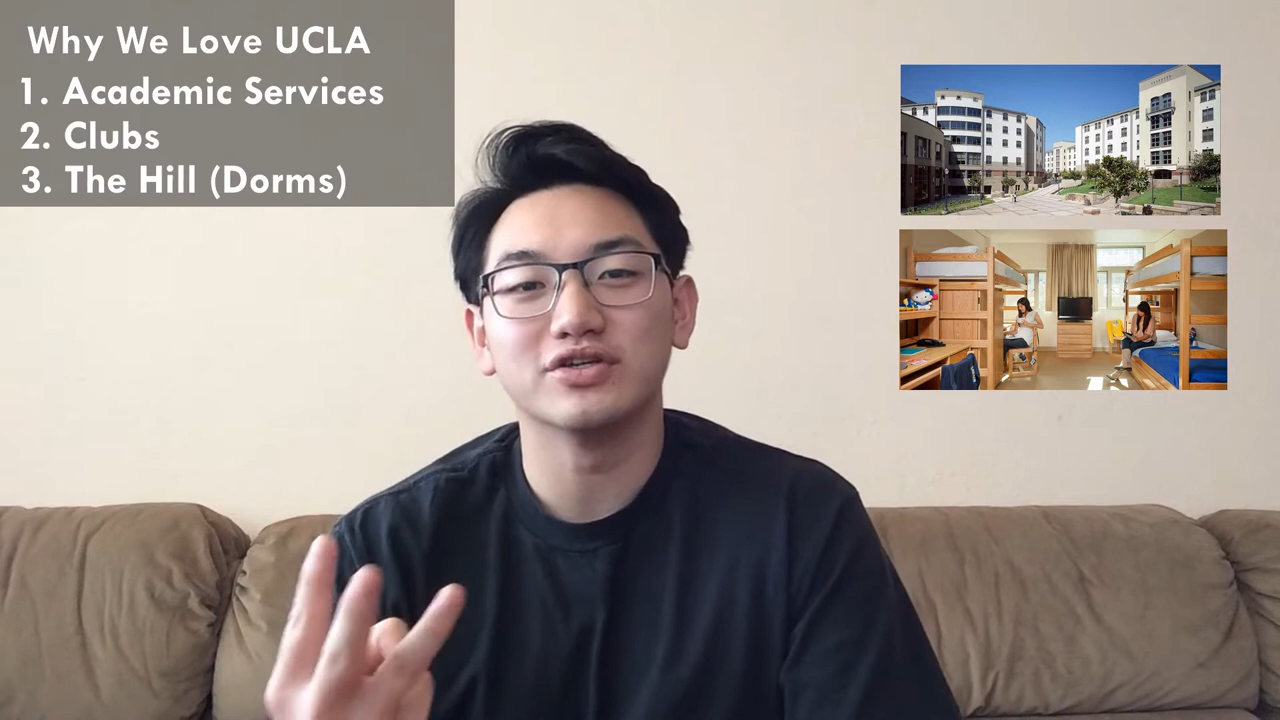 Why We Love UCLA
1. Academic Services
2. Clubs
3. The Hill (Dorms)